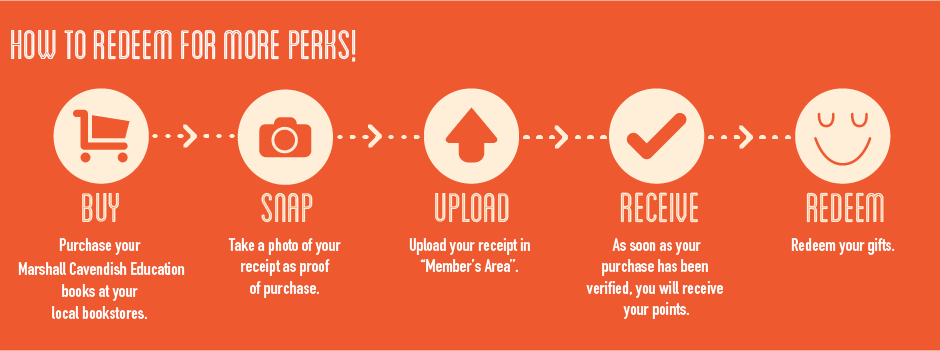 HOW TO REDEEM FOR MORE PERKS!
BUY
Purchase your
Marshall Cavendish Education
books at your
local bookstores.
SNAP
Take a photo of your
receipt as proof
of purchase.
UPLOAD
Upload your receipt in
“Member’s Area”.
RECEIVE
As soon as your
purchase has been
verified, you will receive
your points.
REDEEM
Redeem your gifts.